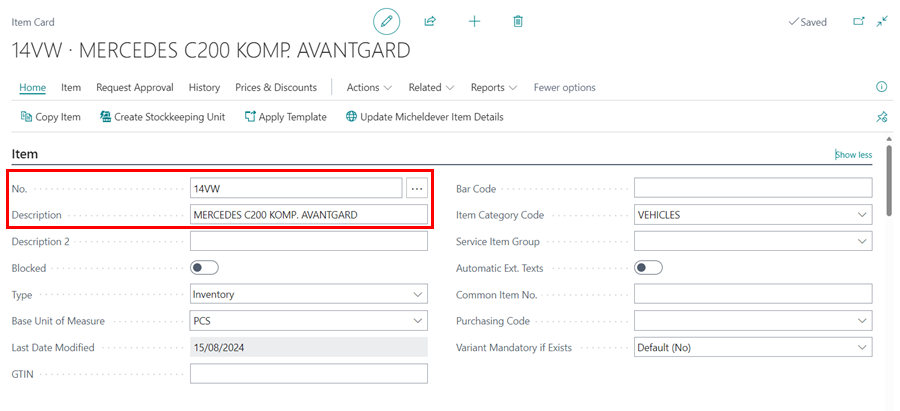 Item Card
Saved
14VW · MERCEDES C200 KOMP. AVANTGARD
Home Item Request Approval History Prices & Discounts Actions Related Reports Fewer options
Copy Item Create Stockkeeping Unit Apply Template Update Micheldever Item Details
Item
Show less
No. 14VW ...
Description MERCEDES C200 KOMP. AVANTGARD
Description 2
Blocked
Type Inventory
Base Unit of Measure PCS
Last Date Modified 15/08/2024
GTIN
Bar Code
Item Category Code VEHICLES
Service Item Group
Automatic Ext. Texts
Common Item No.
Purchasing Code
Variant Mandatory if Exists Default (No)